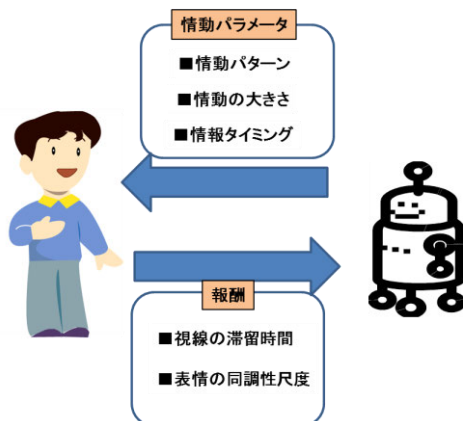 情動パラメータ
■情動パターン
■情動の大きさ
■情報タイミング
報酬
■視線の滞留時間
■表情の同調性尺度